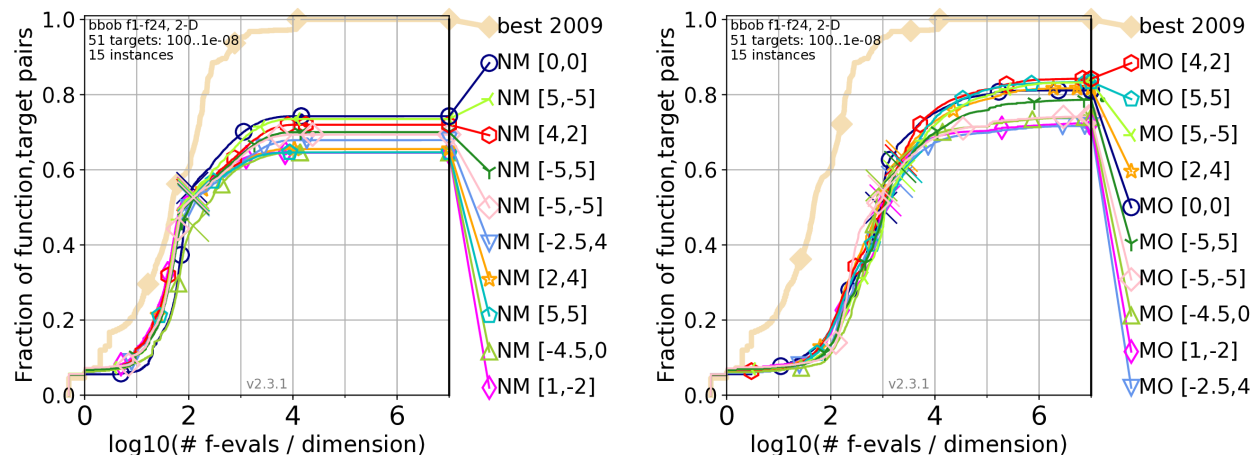 bbob f1-f24, 2-D
51 targets: 100..1e-08
15 instances
Fraction of function,target pairs
1.0
0.8
0.6
0.4
0.2
0.0
0
2
4
6
log10(# f-evals / dimension)
v2.3.1
best 2009
NM [0,0]
NM [5,-5]
NM [4,2]
NM [-5,5]
NM [-5,-5]
NM [-2.5,4
NM [2,4]
NM [5,5]
NM [-4.5,0
NM [1,-2]
bbob f1-f24, 2-D
51 targets: 100..1e-08
15 instances
Fraction of function,target pairs
1.0
0.8
0.6
0.4
0.2
0.0
0
2
4
6
log10(# f-evals / dimension)
v2.3.1
best 2009
MO [4,2]
MO [5,5]
MO [5,-5]
MO [2,4]
MO [0,0]
MO [-5,5]
MO [-5,-5]
MO [-4.5,0
MO [1,-2]
MO [-2.5,4